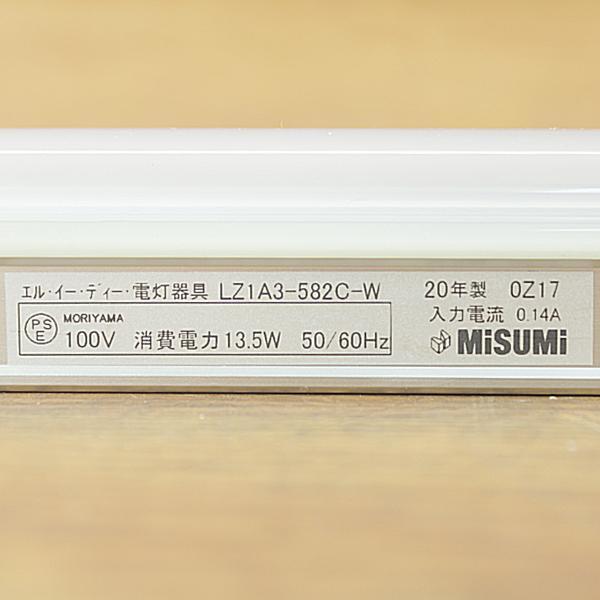 エル・イー・ディー・電灯器具 LZ1A3-582C-W
PSE MORIYAMA
100V 消費電力13.5W 50/60Hz
20年製 0Z17
入力電流 0.14A
MiSUMi